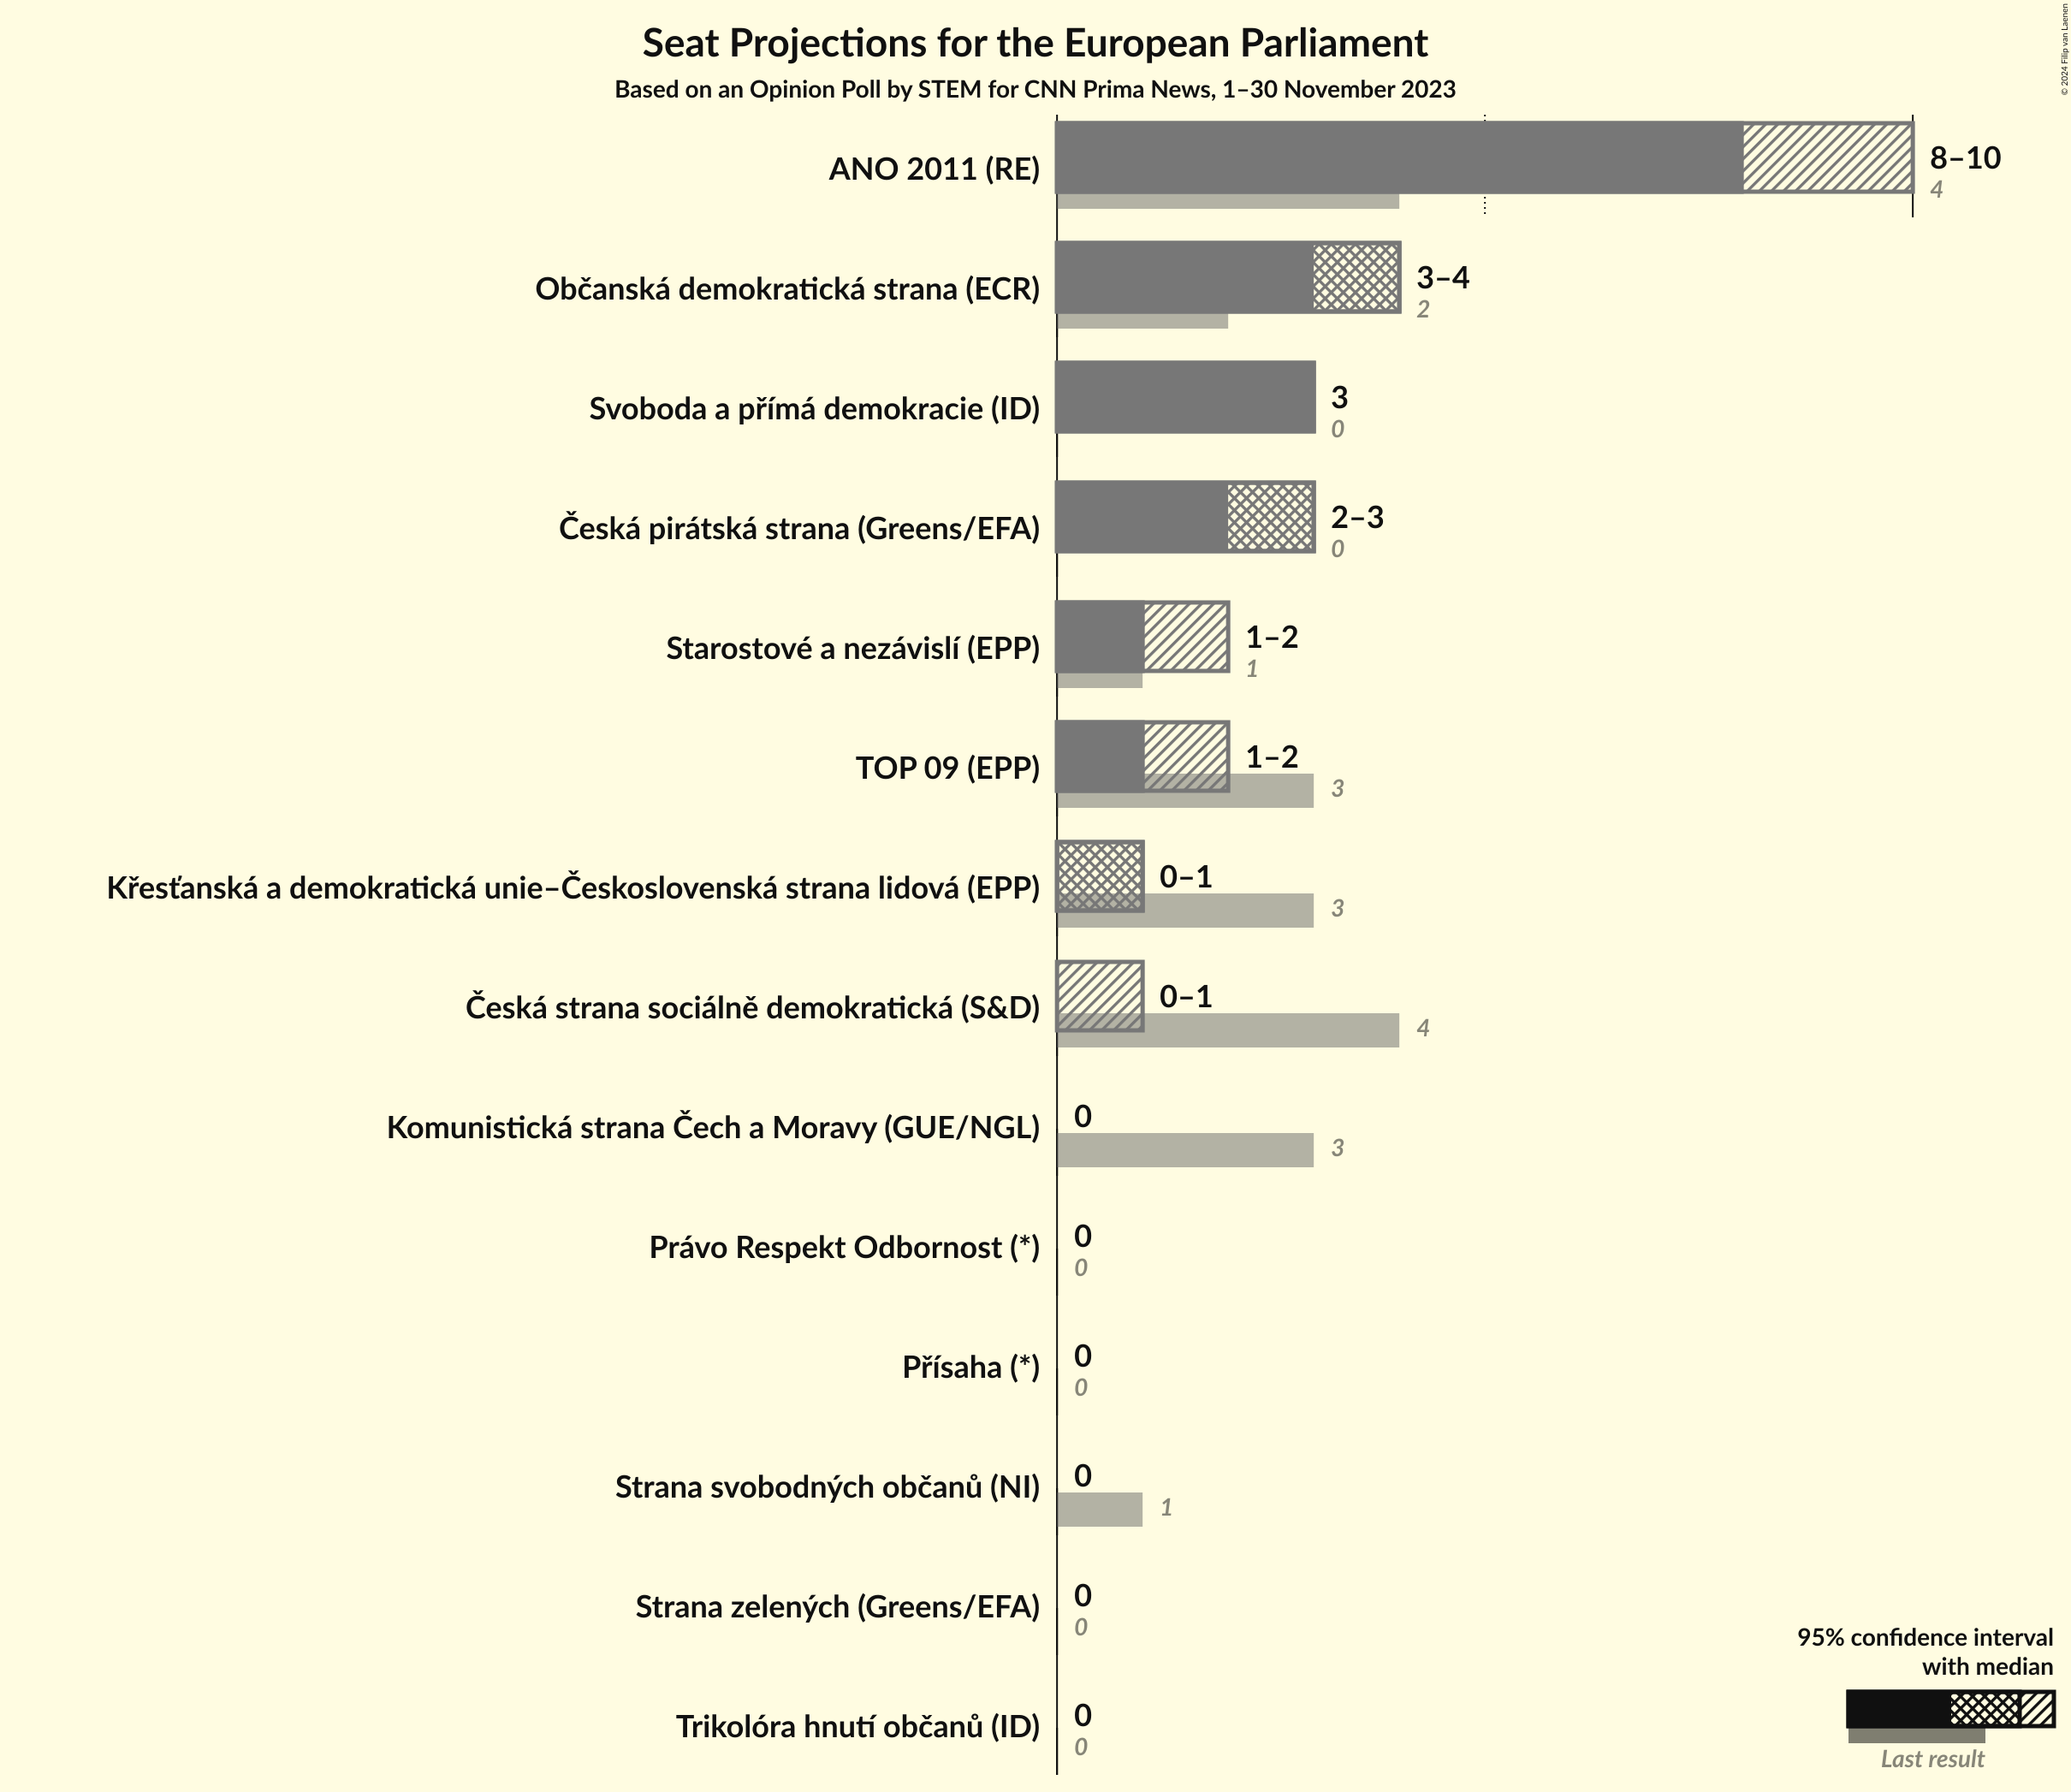 Seat Projections for the European Parliament
Based on an Opinion Poll by STEM for CNN Prima News, 1–30 November 2023
© 2024 Filip van Laenen
ANO 2011 (RE)
8–10
4
Občanská demokratická strana (ECR)
3–4
2
Svoboda a přímá demokracie (ID)
3
0
Česká pirátská strana (Greens/EFA)
2–3
0
Starostové a nezávislí (EPP)
1–2
1
TOP 09 (EPP)
1–2
3
Křesťanská a demokratická unie–Československá strana lidová (EPP)
0–1
3
Česká strana sociálně demokratická (S&D)
0–1
4
Komunistická strana Čech a Moravy (GUE/NGL)
0
3
Právo Respekt Odbornost (*)
0
0
Přísaha (*)
0
0
Strana svobodných občanů (NI)
0
1
Strana zelených (Greens/EFA)
0
0
Trikolóra hnutí občanů (ID)
0
0
95% confidence interval
with median
Last result